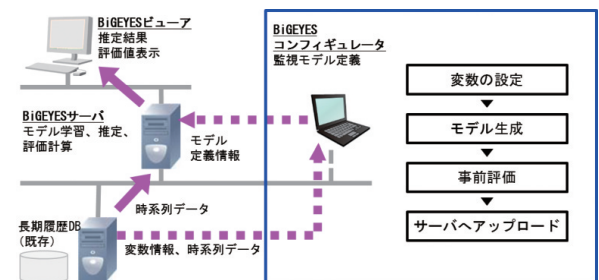 BiGEYESビューア
推定結果
評価値表示
BiGEYESサーバ
モデル学習、推定、
評価計算
モデル
定義情報
時系列データ
長期履歴DB
(既存)
変数情報、時系列データ
BiGEYES
コンフィギュレータ
監視モデル定義
変数の設定
モデル生成
事前評価
サーバへアップロード